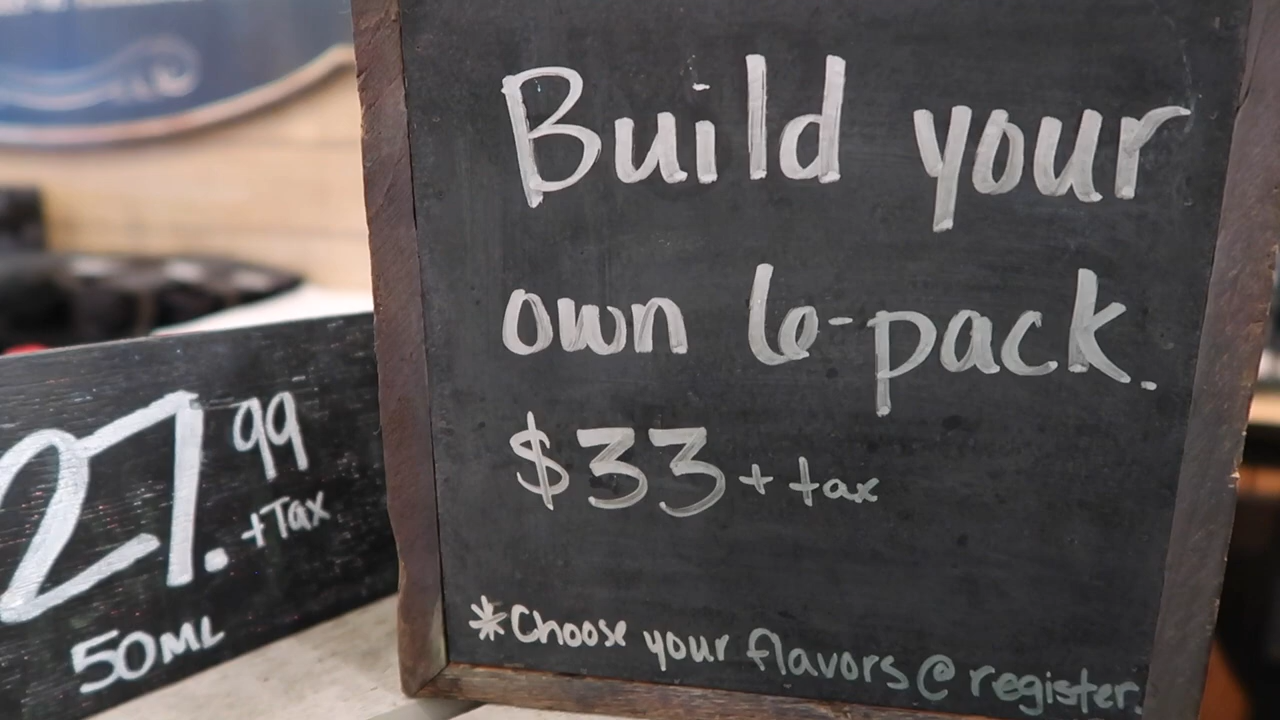 Build your
own 6-pack.
$33 + tax
*Choose your flavors @ register.
27.99
+Tax
50ML